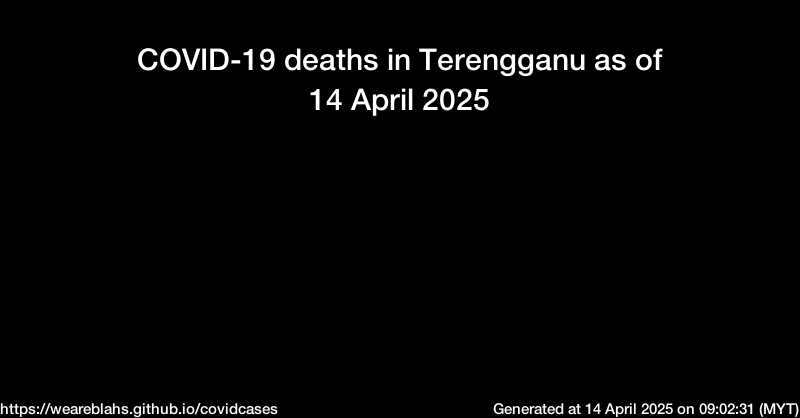 COVID-19 deaths in Terengganu as of
14 April 2025
https://weareblahs.github.io/covidcases
Generated at 14 April 2025 on 09:02:31 (MYT)